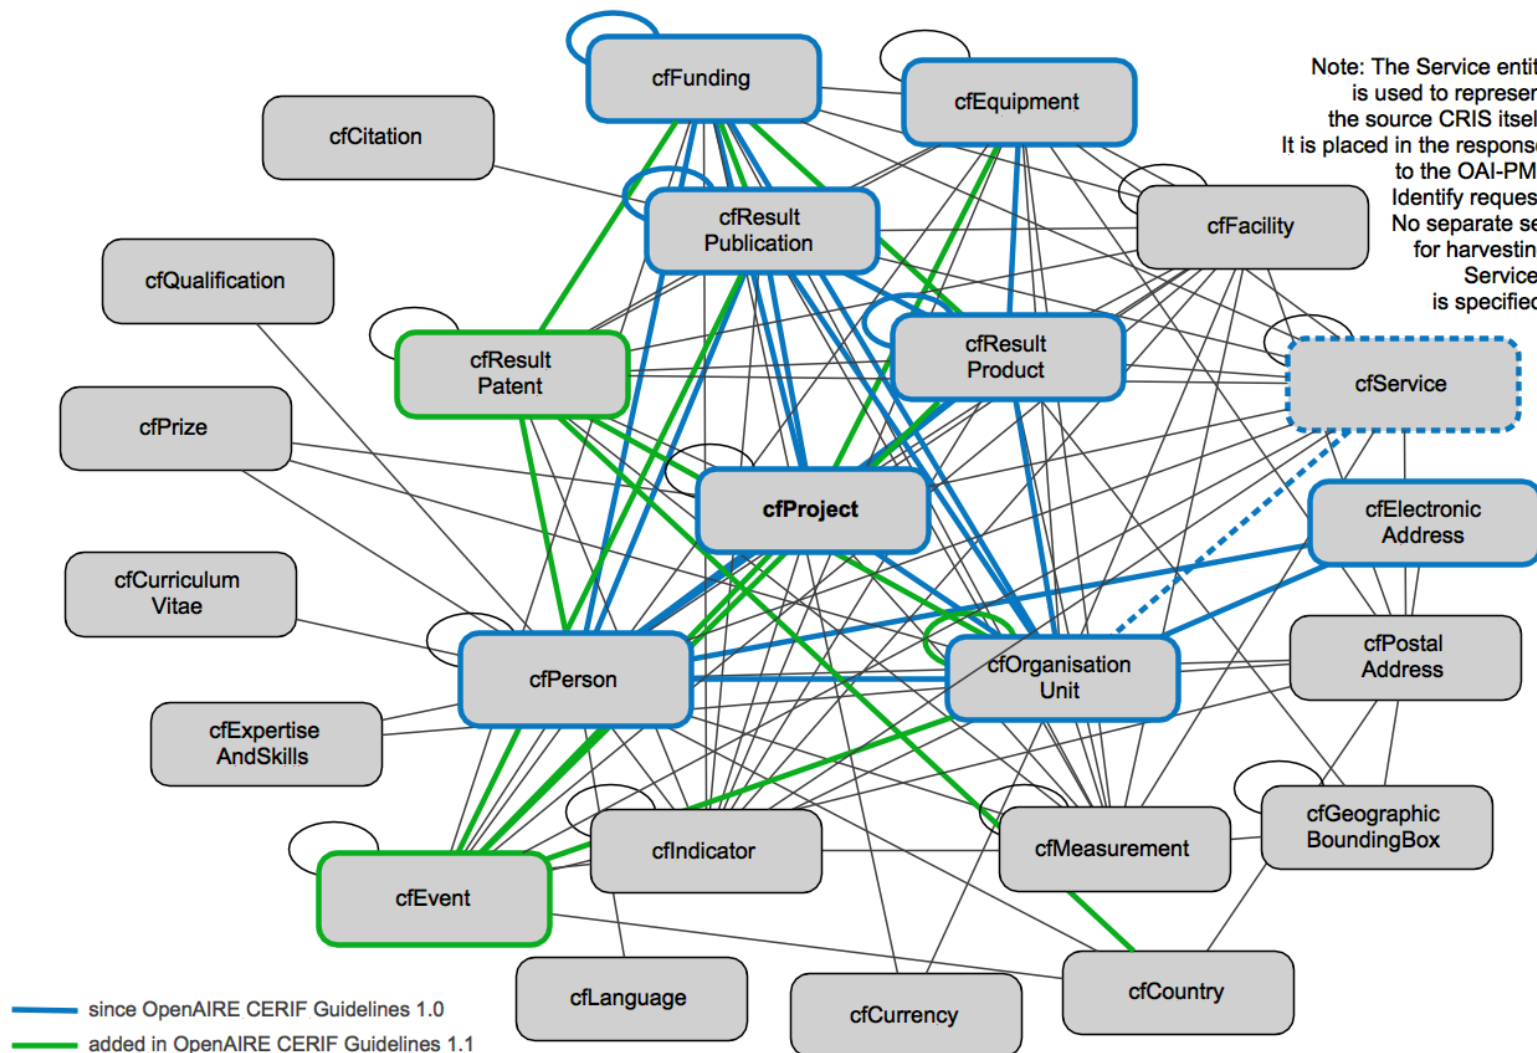 cfFunding
cfEquipment
Note: The Service entit
is used to represer
the source CRIS itsel
It is placed in the response
to the OAI-PM
Identify reques
No separate se
for harvestin
Service
is specified
cfCitation
cfResult
Publication
cfFacility
cfQualification
cfResult
Patent
cfResult
Product
cfService
cfPrize
cfProject
cfElectronic
Address
cfCurriculum
Vitae
cfPerson
cfOrganisation
Unit
cfPostal
Address
cfExpertise
AndSkills
cfIndicator
cfMeasurement
cfGeographic
BoundingBox
cfEvent
cfLanguage
cfCurrency
cfCountry
since OpenAIRE CERIF Guidelines 1.0
added in OpenAIRE CERIF Guidelines 1.1